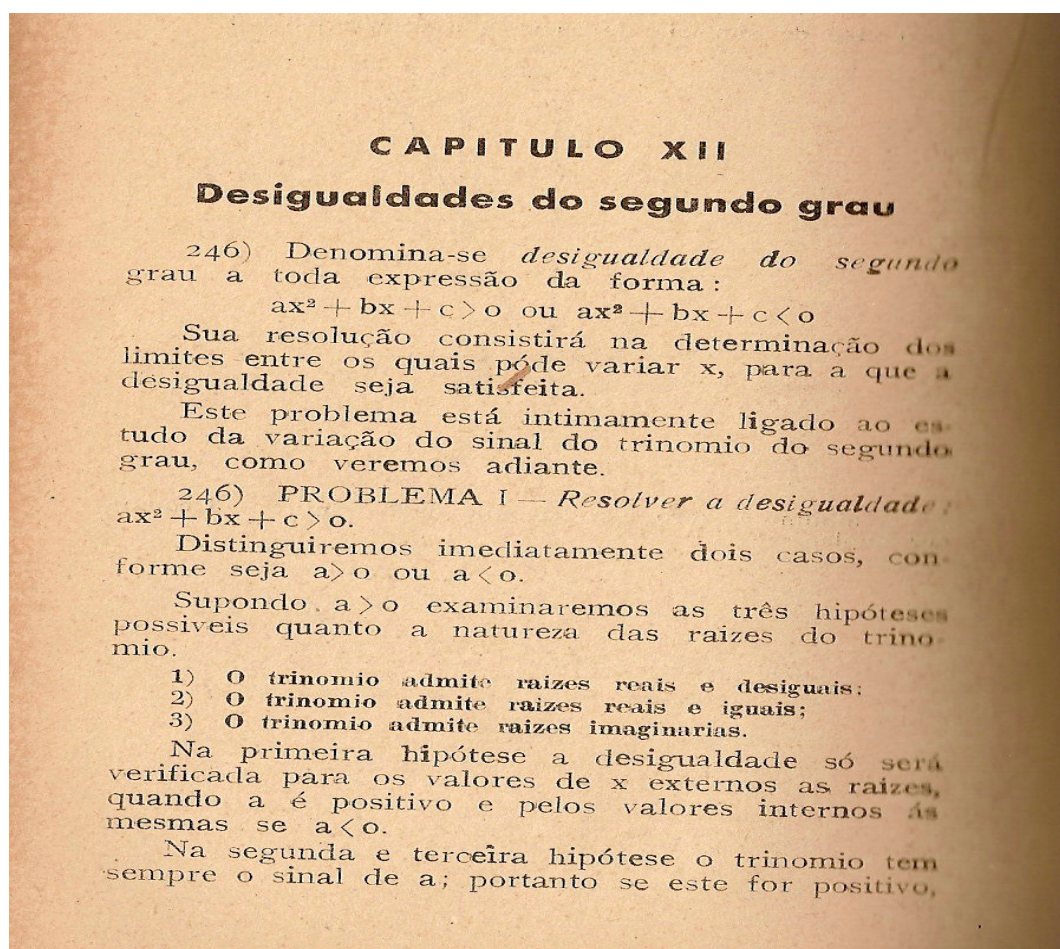 CAPITULO XII
Desigualdades do segundo grau
246) Denomina-se desigualdade do segundo
grau a toda expressão da forma :
ax² + bx + c > o ou ax² + bx + c < o
Sua resolução consistirá na determinação dos
limites entre os quais póde variar x, para a que a
desigualdade seja satisfeita.
Este problema está intimamente ligado ao es-
tudo da variação do sinal do trinomio do segundo
grau, como veremos adiante.
246) PROBLEMA I — Resolver a desigualdade :
ax² + bx + c > o.
Distinguiremos imediatamente dois casos, con-
forme seja a > o ou a < o.
Supondo a > o examinaremos as três hipóteses
possiveis quanto a natureza das raizes do trino-
mio.
1) O trinomio admite raizes reais e desiguais;
2) O trinomio admite raizes reais e iguais;
3) O trinomio admite raizes imaginarias.
Na primeira hipótese a desigualdade só será
verificada para os valores de x externos as raizes,
quando a é positivo e pelos valores internos ás
mesmas se a < o.
Na segunda e terceira hipótese o trinomio tem
sempre o sinal de a; portanto se este for positivo,